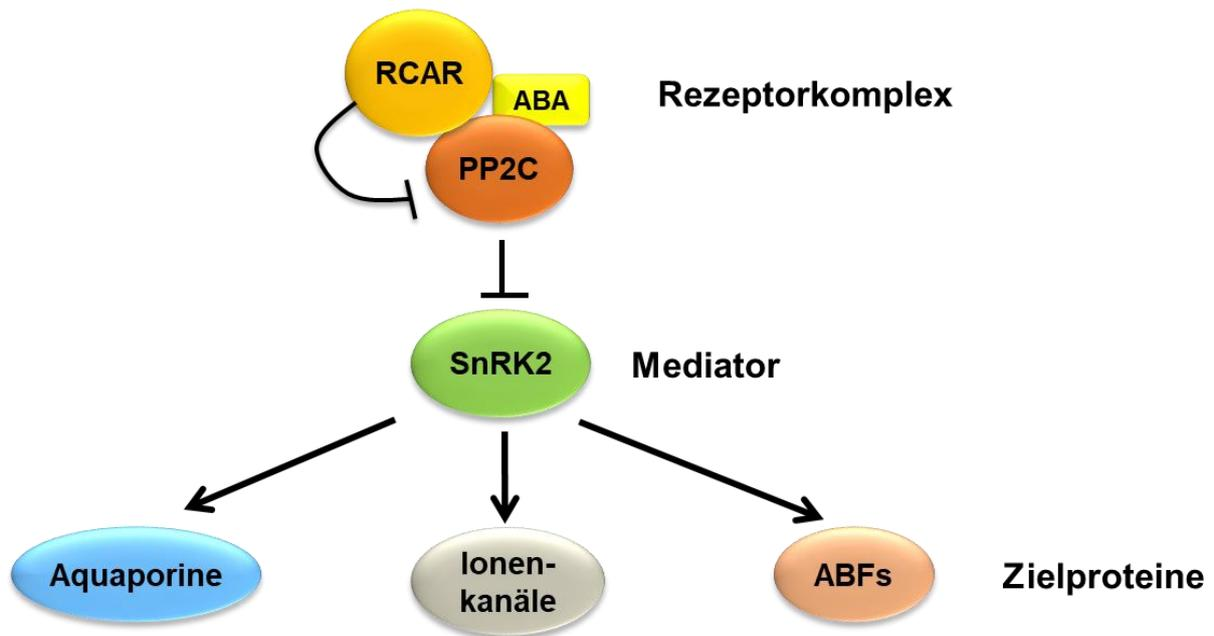 RCAR
ABA
Rezeptorkomplex
PP2C
SnRK2
Mediator
Aquaporine
Ionen-
kanäle
ABFs
Zielproteine